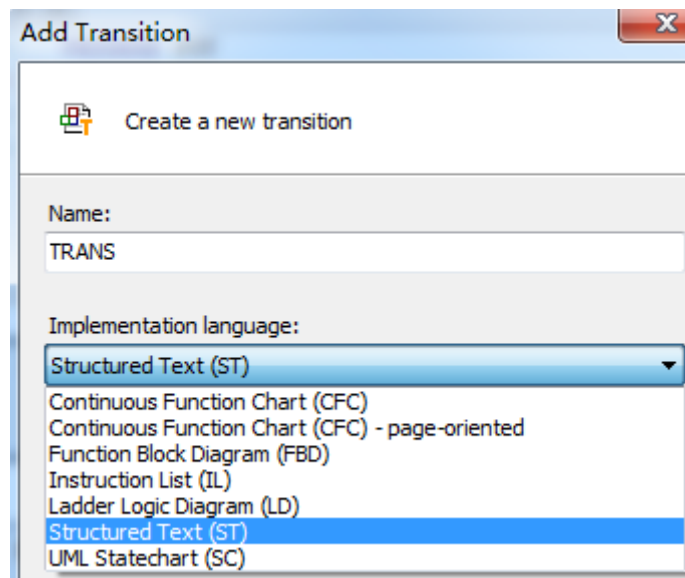 Add Transition
Create a new transition
Name:
TRANS
Implementation language:
Structured Text (ST)
Continuous Function Chart (CFC)
Continuous Function Chart (CFC) - page-oriented
Function Block Diagram (FBD)
Instruction List (IL)
Ladder Logic Diagram (LD)
Structured Text (ST)
UML Statechart (SC)